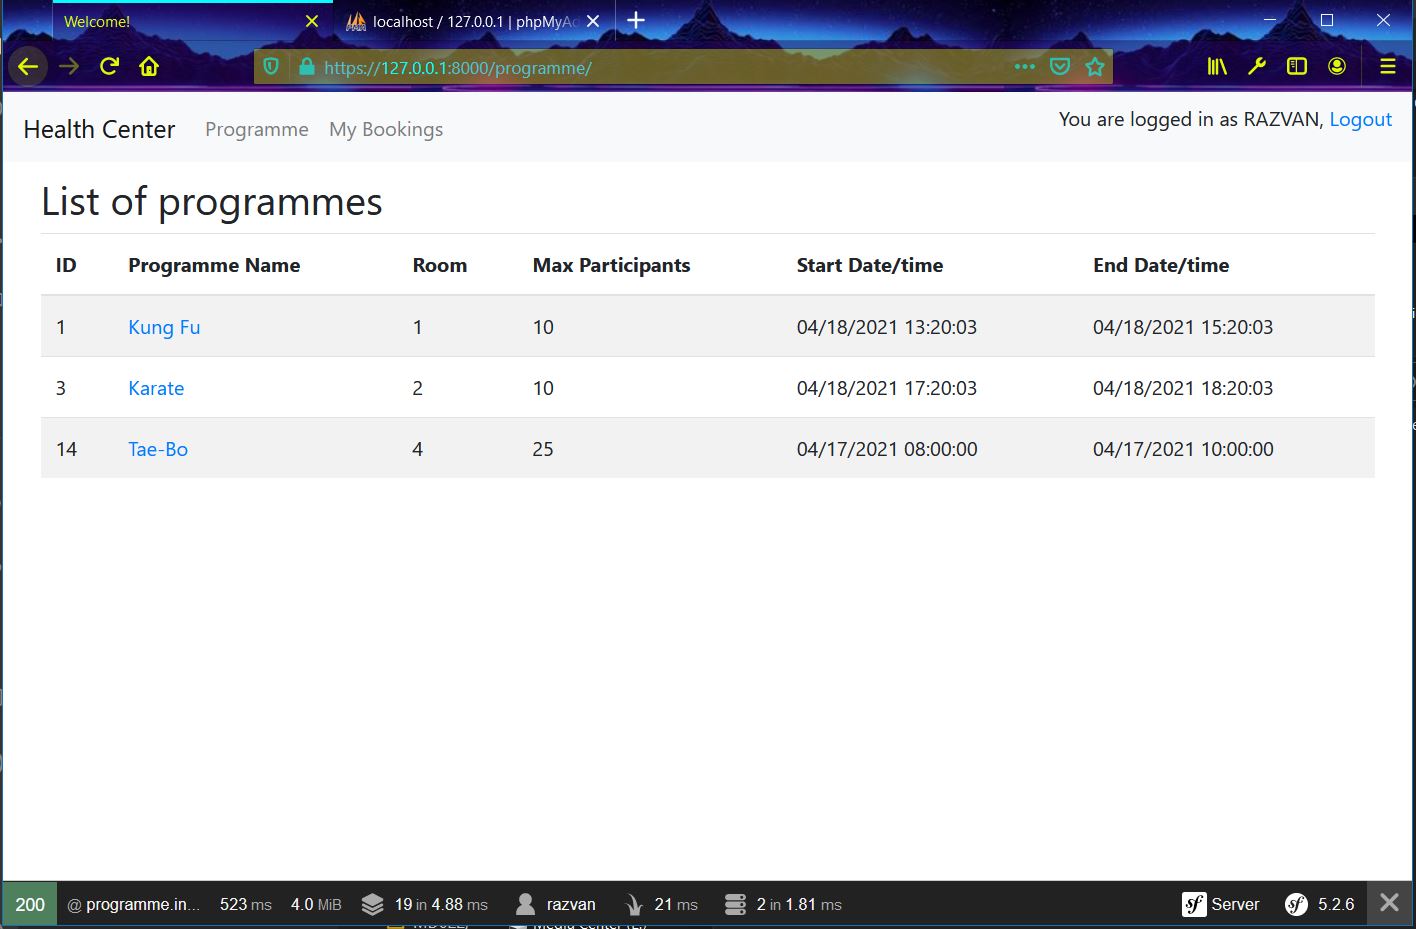 Welcome!
localhost / 127.0.0.1 | phpMyAd
https://127.0.0.1:8000/programme/
Health Center Programme My Bookings You are logged in as RAZVAN, Logout
List of programmes
ID Programme Name Room Max Participants Start Date/time End Date/time
1 Kung Fu 1 10 04/18/2021 13:20:03 04/18/2021 15:20:03
3 Karate 2 10 04/18/2021 17:20:03 04/18/2021 18:20:03
14 Tae-Bo 4 25 04/17/2021 08:00:00 04/17/2021 10:00:00
200 @ programme.in... 523 ms 4.0 MiB 19 in 4.88 ms razvan 21 ms 2 in 1.81 ms sf Server sf 5.2.6